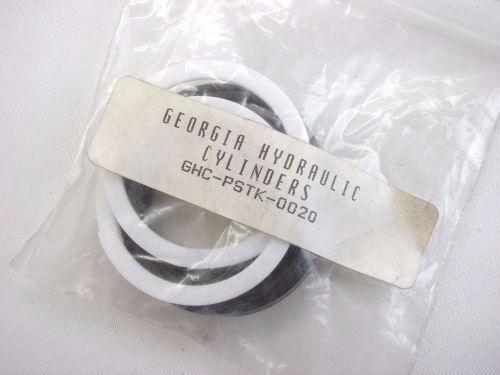 GEORGIA HYDRAULIC
CYLINDERS
GHC-PSTK-0020